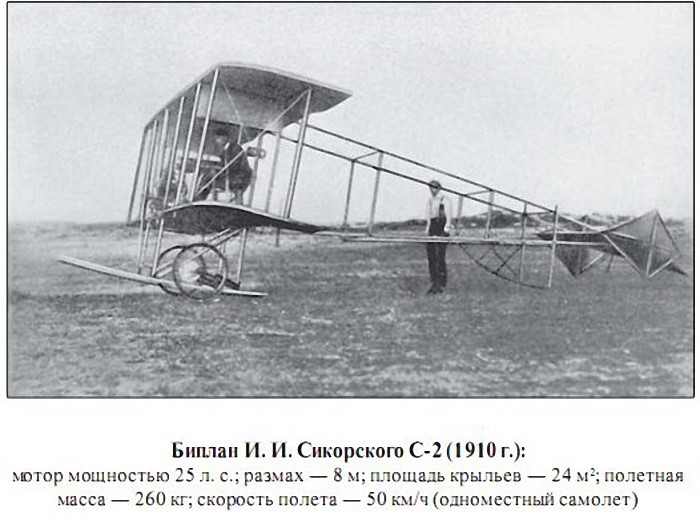 Биплан И. И. Сикорского С-2 (1910 г.):
мотор мощностью 25 л. с.; размах — 8 м; площадь крыльев — 24 м²; полетная
масса — 260 кг; скорость полета — 50 км/ч (одноместный самолет)